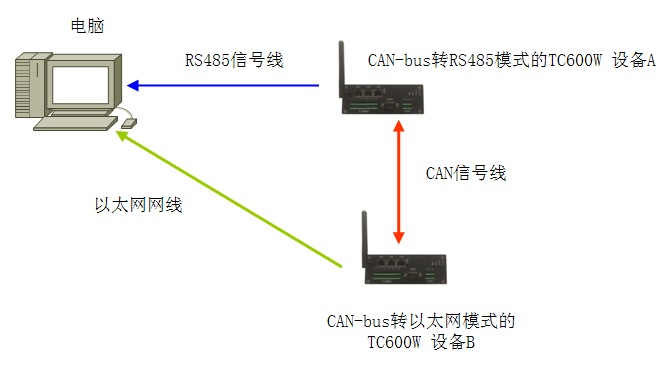 电脑
RS485信号线
CAN-bus转RS485模式的TC600W 设备A
CAN信号线
以太网网线
CAN-bus转以太网模式的
TC600W 设备B